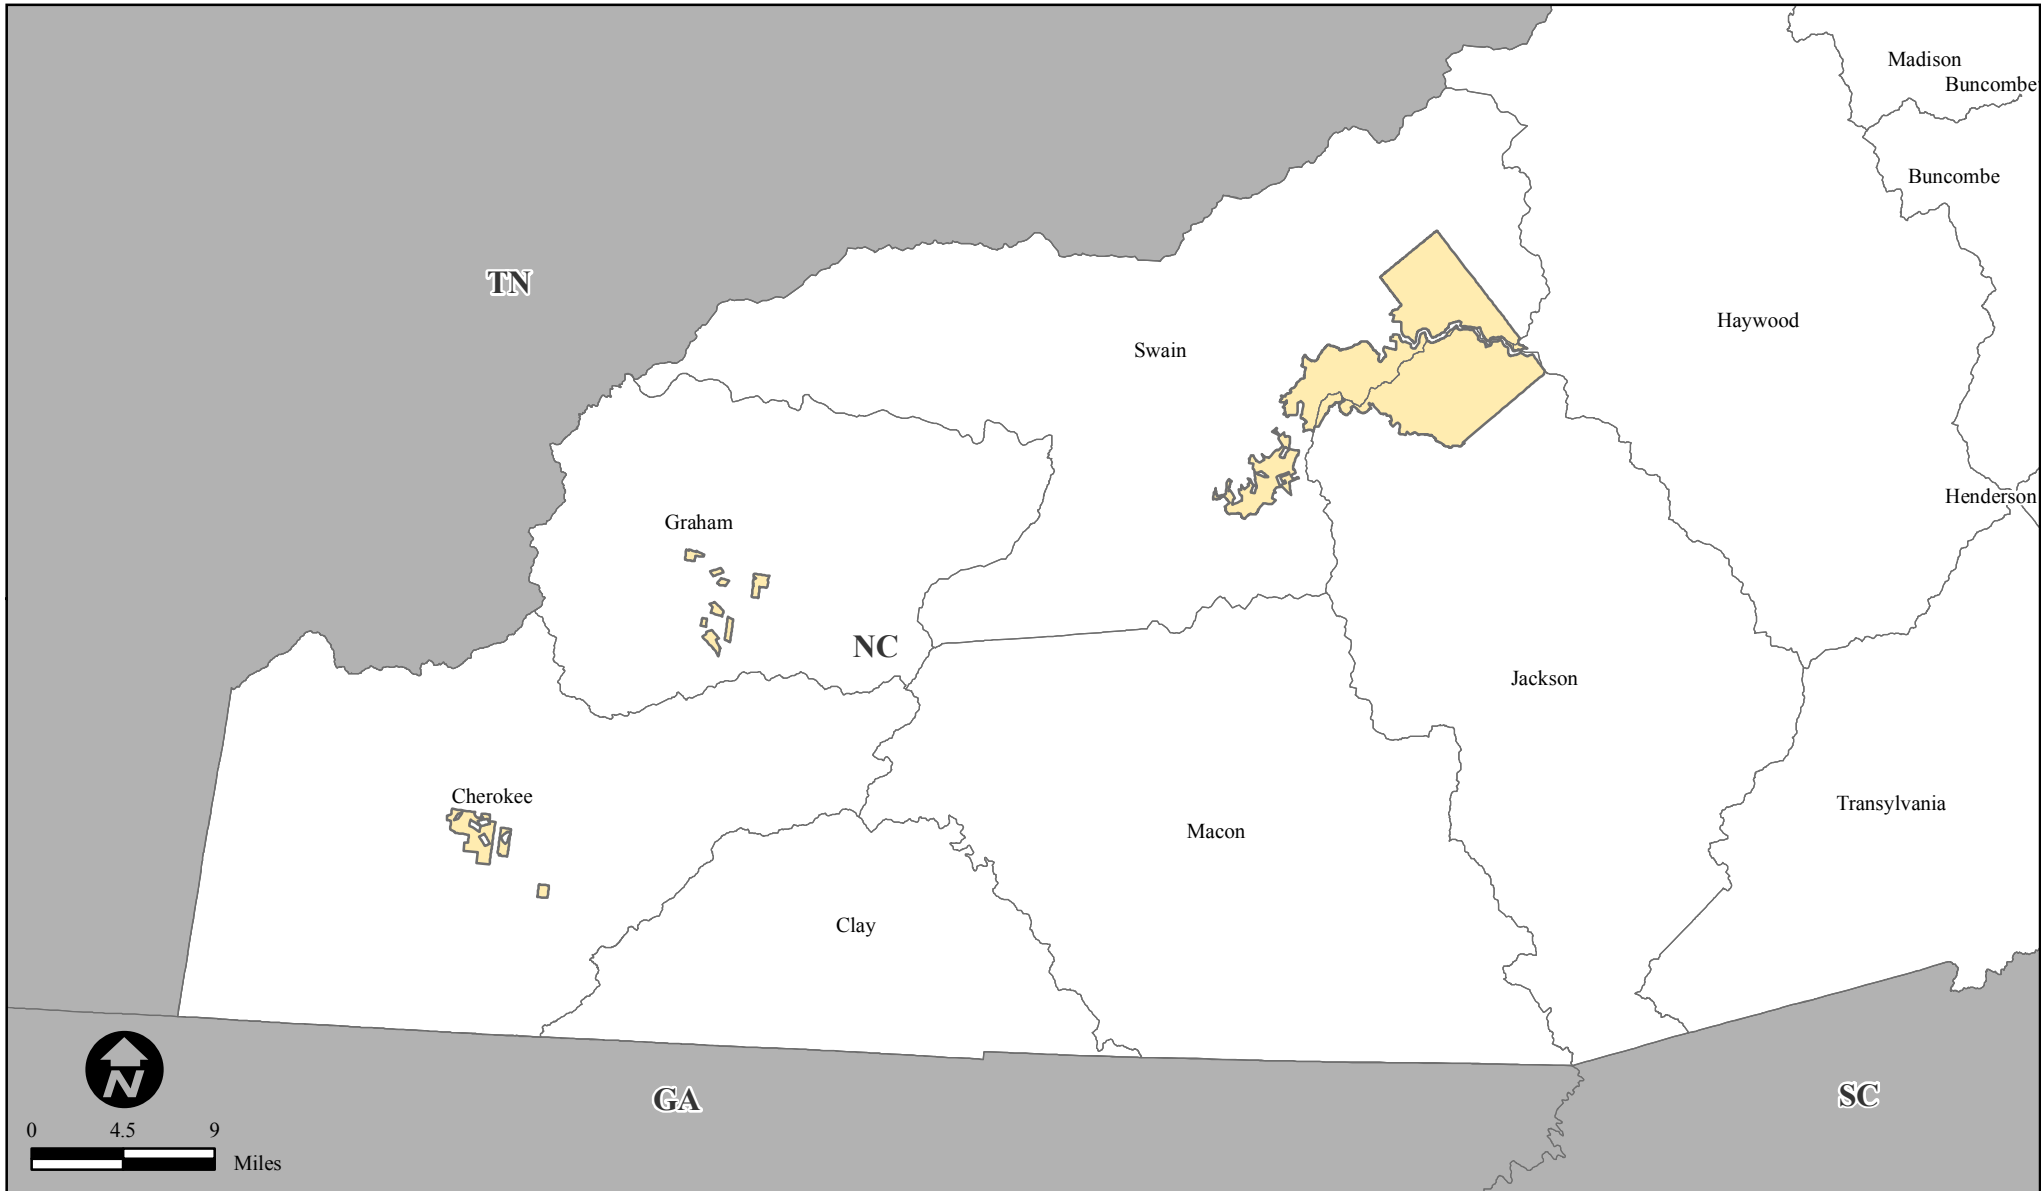 Madison
Buncombe
Buncombe
TN
Haywood
Swain
Henderson
Graham
NC
Jackson
Cherokee
Transylvania
Macon
Clay
GA
SC
N
0 4.5 9
Miles